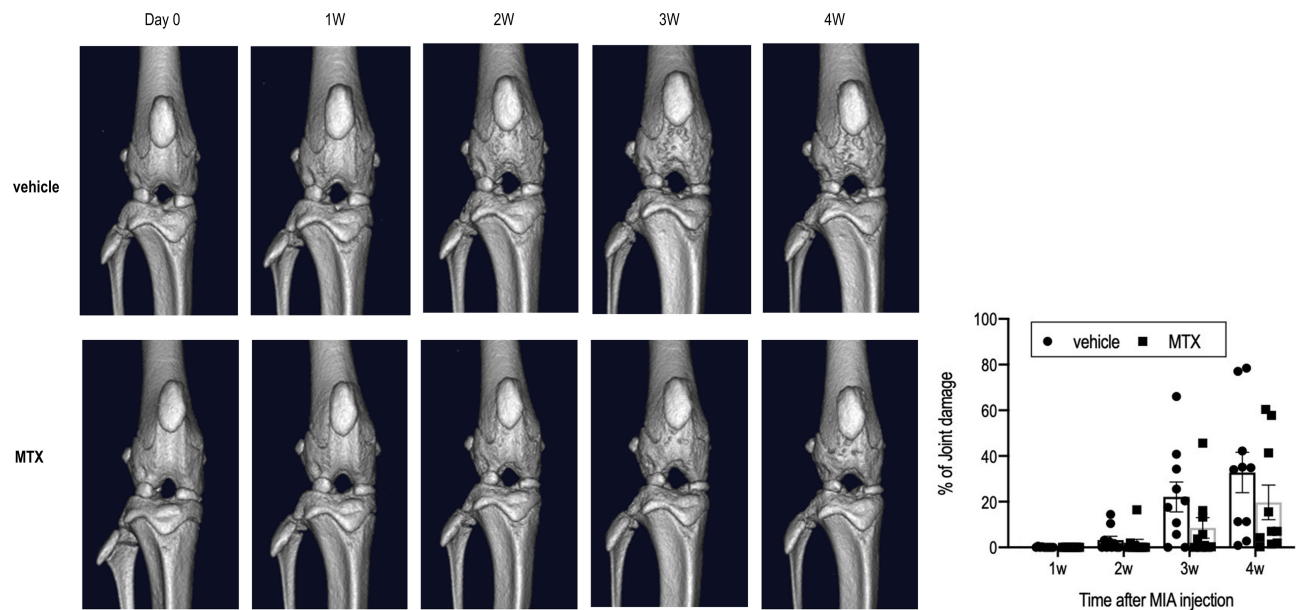 Day 0 1W 2W 3W 4W
vehicle
MTX
100
80
60
40
20
0
% of Joint damage
vehicle MTX
1w 2w 3w 4w
Time after MIA injection